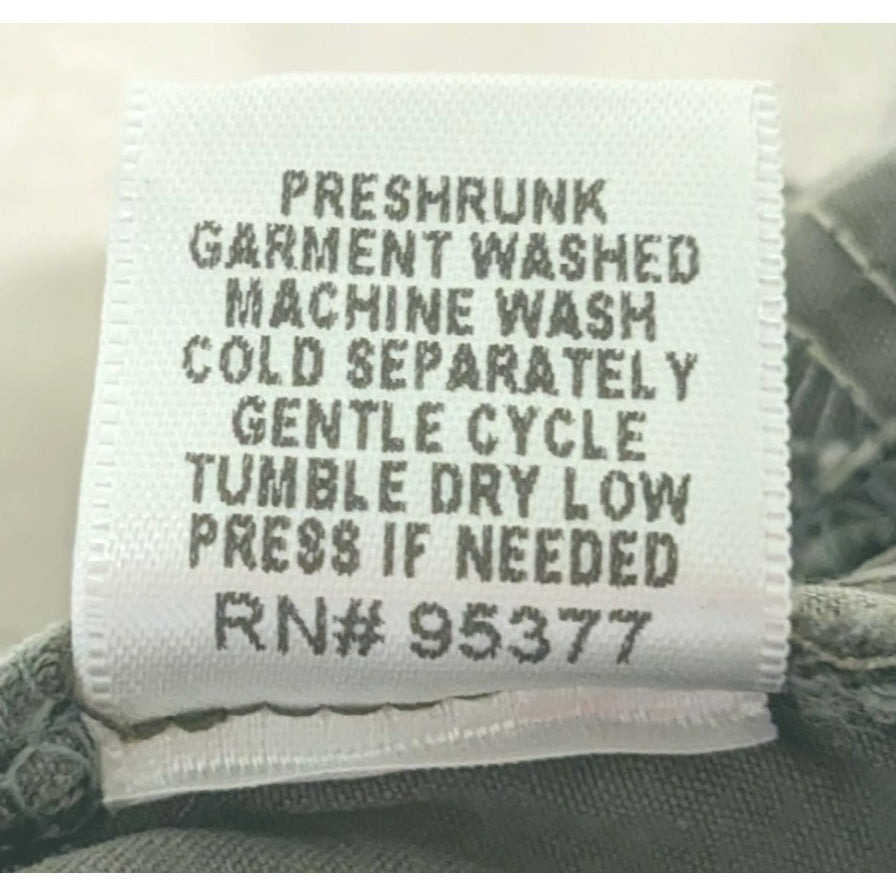 PRESHRUNK
GARMENT WASHED
MACHINE WASH
COLD SEPARATELY
GENTLE CYCLE
TUMBLE DRY LOW
PRESS IF NEEDED
RN# 95377